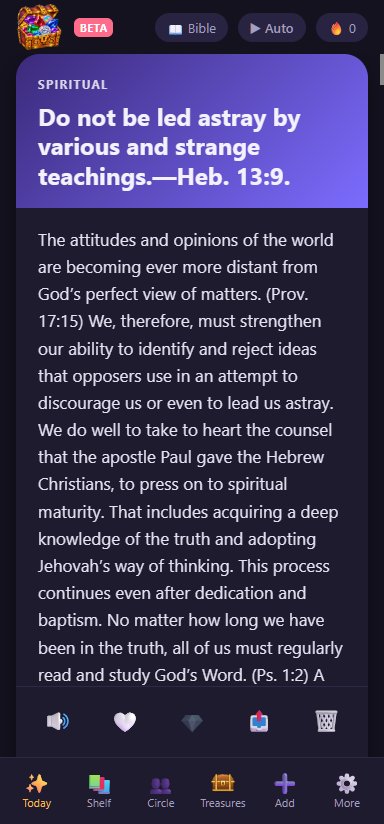 BETA
Bible
Auto
0
SPIRITUAL
Do not be led astray by
various and strange
teachings.—Heb. 13:9.
The attitudes and opinions of the world
are becoming ever more distant from
God’s perfect view of matters. (Prov.
17:15) We, therefore, must strengthen
our ability to identify and reject ideas
that opposers use in an attempt to
discourage us or even to lead us astray.
We do well to take to heart the counsel
that the apostle Paul gave the Hebrew
Christians, to press on to spiritual
maturity. That includes acquiring a deep
knowledge of the truth and adopting
Jehovah’s way of thinking. This process
continues even after dedication and
baptism. No matter how long we have
been in the truth, all of us must regularly
read and study God’s Word. (Ps. 1:2) A
Today
Shelf
Circle
Treasures
Add
More